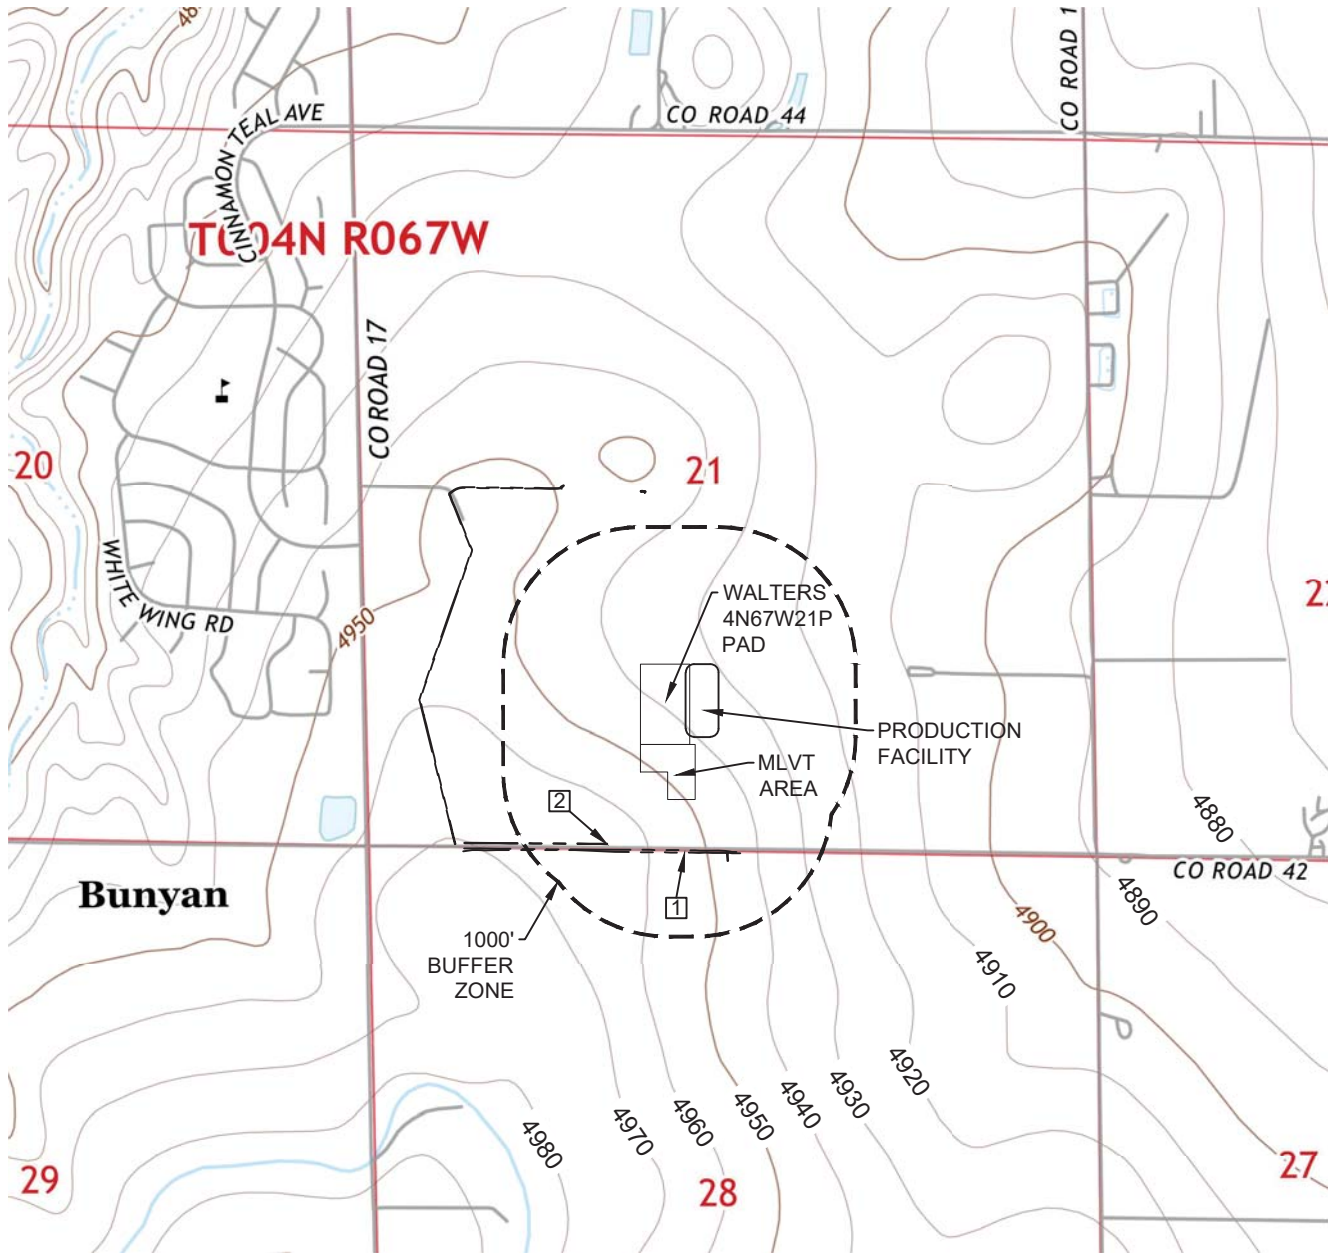 CO ROAD 44
CO ROAD 1
CINNAMON TEAL AVE
T004N R067W
CO ROAD 17
20
21
WHITE WING RD
4950
WALTERS
4N67W21P
PAD
PRODUCTION
FACILITY
MLVT
AREA
2
1
1000'
BUFFER
ZONE
Bunyan
CO ROAD 42
4880
4890
4900
4910
4920
4930
4940
4950
4960
4970
4980
29
28
27